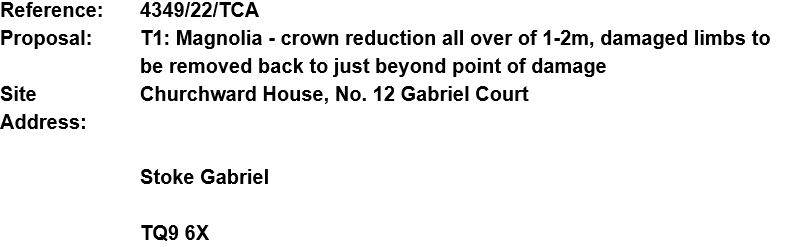 Reference: 4349/22/TCA
Proposal: T1: Magnolia - crown reduction all over of 1-2m, damaged limbs to
be removed back to just beyond point of damage
Site Churchward House, No. 12 Gabriel Court
Address:
Stoke Gabriel
TQ9 6X